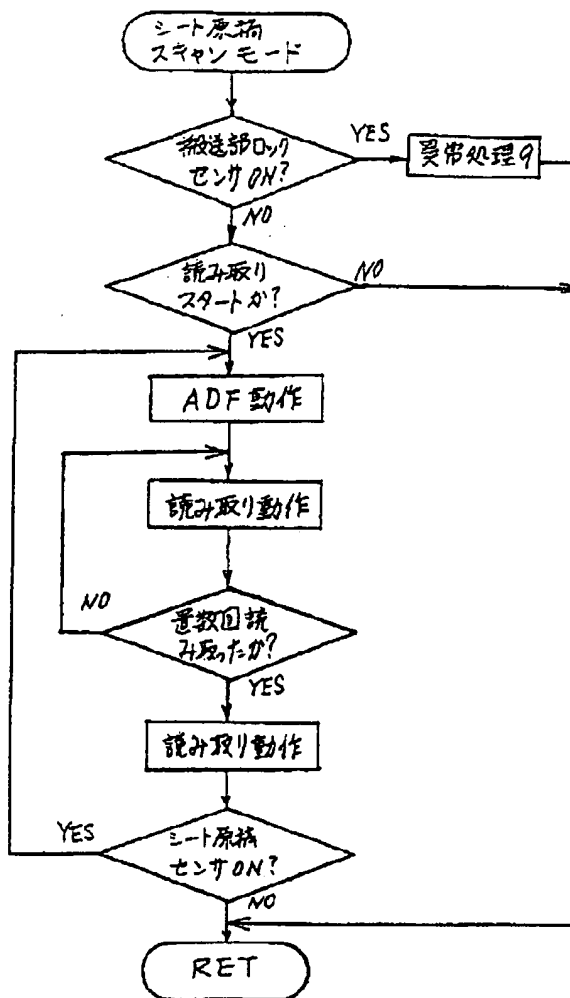 シート原稿
スキャン モード
搬送部ロック
センサ ON?
YES
異常処理9
NO
読み取り
スタートか?
NO
YES
ADF動作
読み取り動作
置数回読
み取ったか?
NO
YES
読み取り動作
シート原稿
センサ ON?
YES
NO
RET